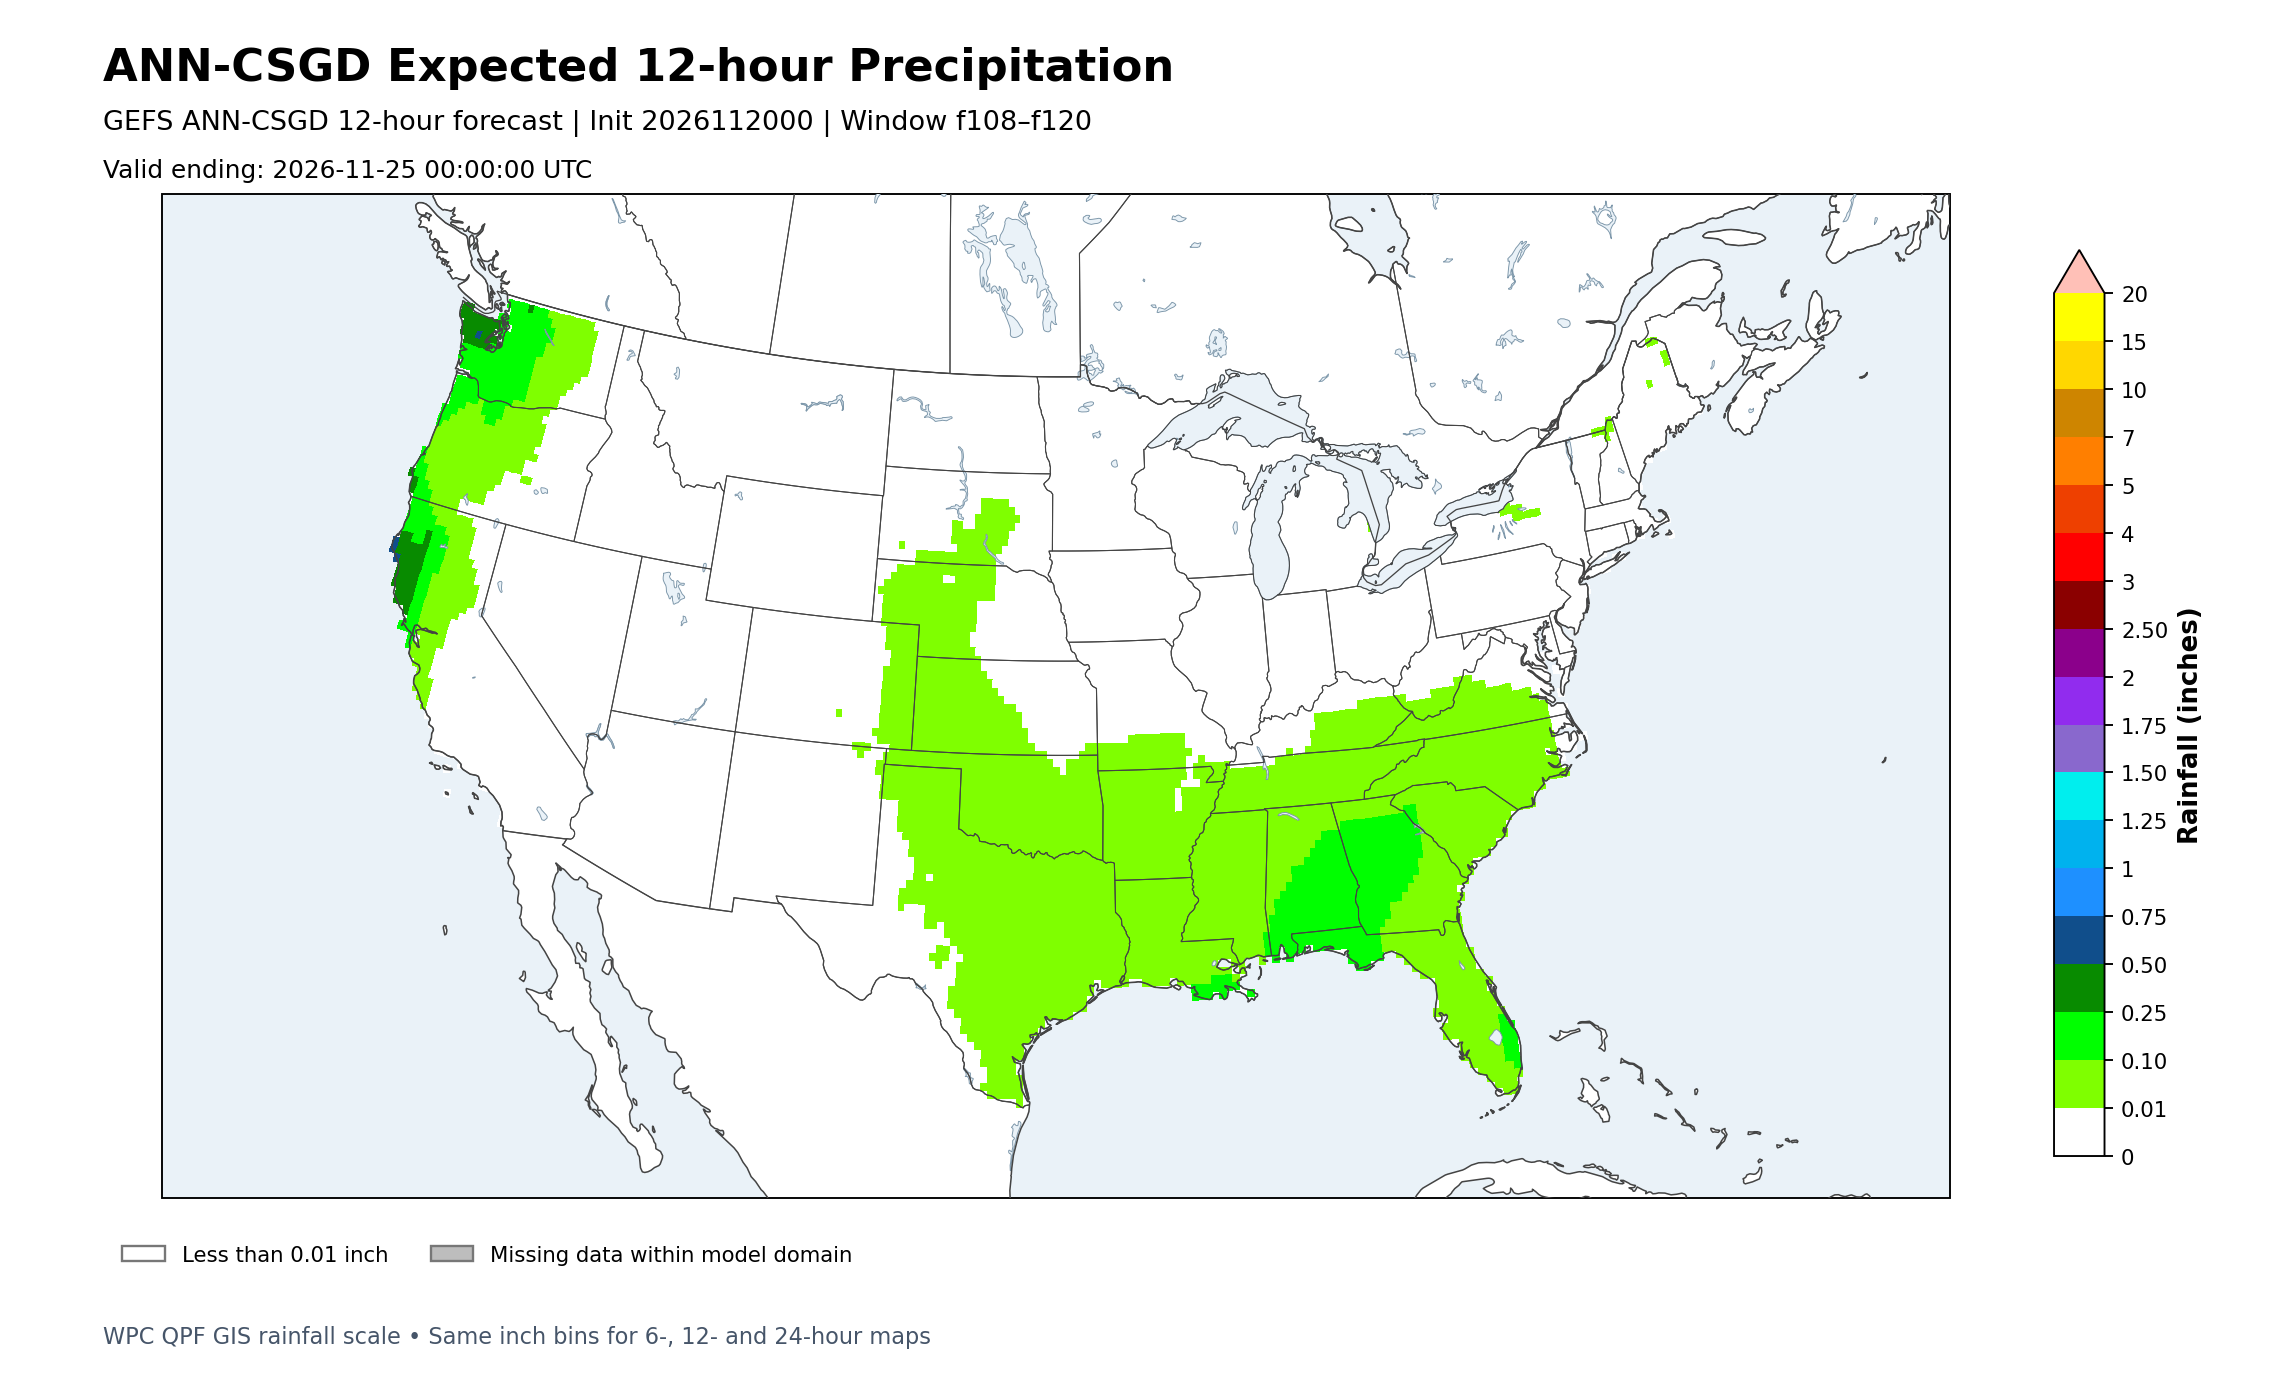 ANN-CSGD Expected 12-hour Precipitation
GEFS ANN-CSGD 12-hour forecast | Init 2026112000 | Window f108–f120
Valid ending: 2026-11-25 00:00:00 UTC
20
15
10
7
5
4
3
2.50
2
1.75
1.50
1.25
1
0.75
0.50
0.25
0.10
0.01
0
Rainfall (inches)
Less than 0.01 inch
Missing data within model domain
WPC QPF GIS rainfall scale • Same inch bins for 6-, 12- and 24-hour maps